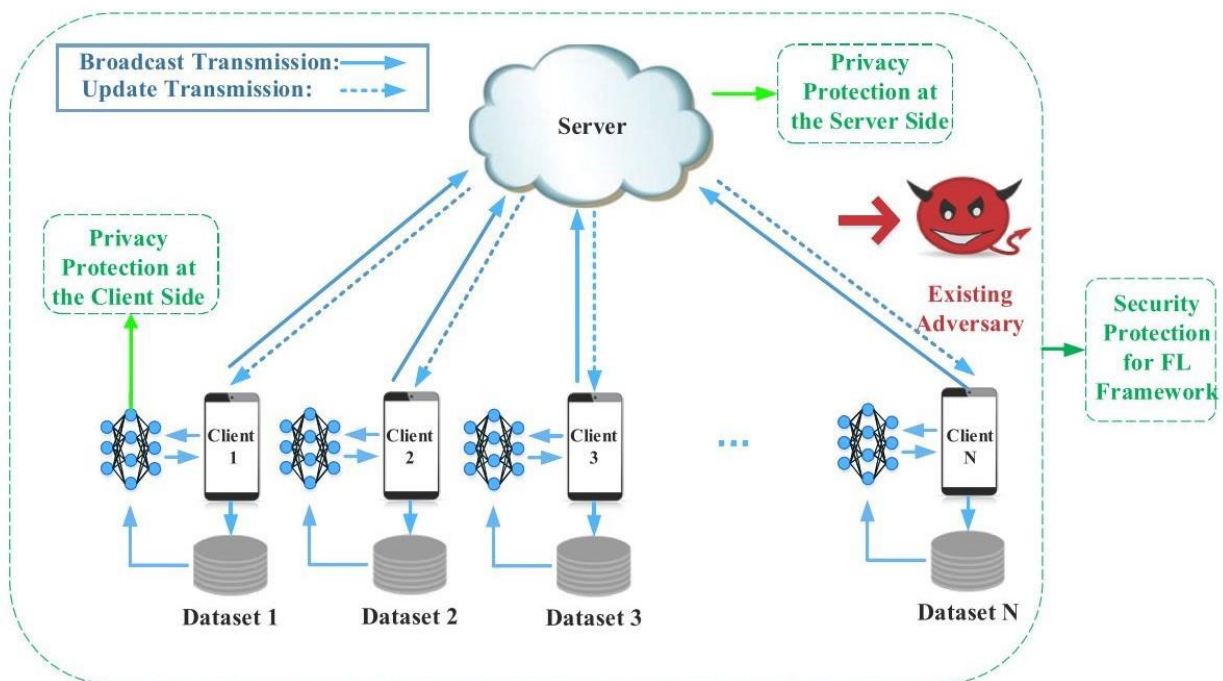 Broadcast Transmission:
Update Transmission:
Server
Privacy
Protection at
the Server Side
Privacy
Protection at
the Client Side
Existing
Adversary
Security
Protection
for FL
Framework
Client
1
Client
2
Client
3
...
Client
N
Dataset 1
Dataset 2
Dataset 3
Dataset N